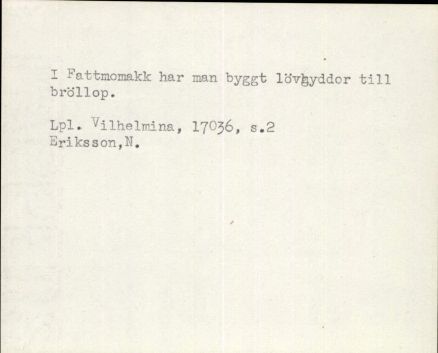 I Fattmomakk har man byggt lövhyddor till
bröllop.
Lpl. Vilhelmina, 17036, s.2
Eriksson,N.